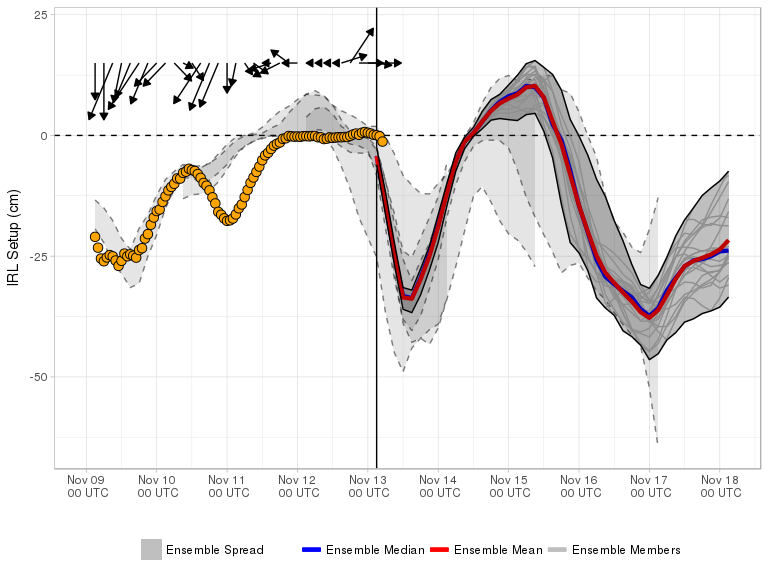 25
0
-25
-50
IRL Setup (cm)
Nov 09 Nov 10 Nov 11 Nov 12 Nov 13 Nov 14 Nov 15 Nov 16 Nov 17 Nov 18
00 UTC 00 UTC 00 UTC 00 UTC 00 UTC 00 UTC 00 UTC 00 UTC 00 UTC 00 UTC
Ensemble Spread Ensemble Median Ensemble Mean Ensemble Members